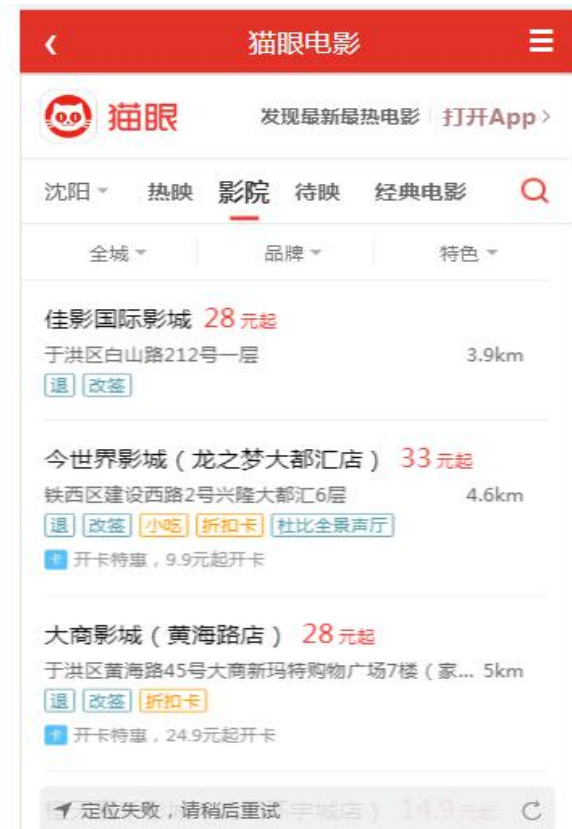 猫眼电影
猫眼 发现最新最热电影 打开App
沈阳 热映 影院 待映 经典电影
全城 品牌 特色
佳影国际影城 28元起
于洪区白山路212号一层 3.9km
退 改签
今世界影城（龙之梦大都汇店） 33元起
铁西区建设西路2号兴隆大都汇6层 4.6km
退 改签 小吃 折扣卡 杜比全景声厅
卡 开卡特惠，9.9元起开卡
大商影城（黄海路店） 28元起
于洪区黄海路45号大商新玛特购物广场7楼（家... 5km
退 改签 折扣卡
卡 开卡特惠，24.9元起开卡
定位失败，请稍后重试
14.9元起